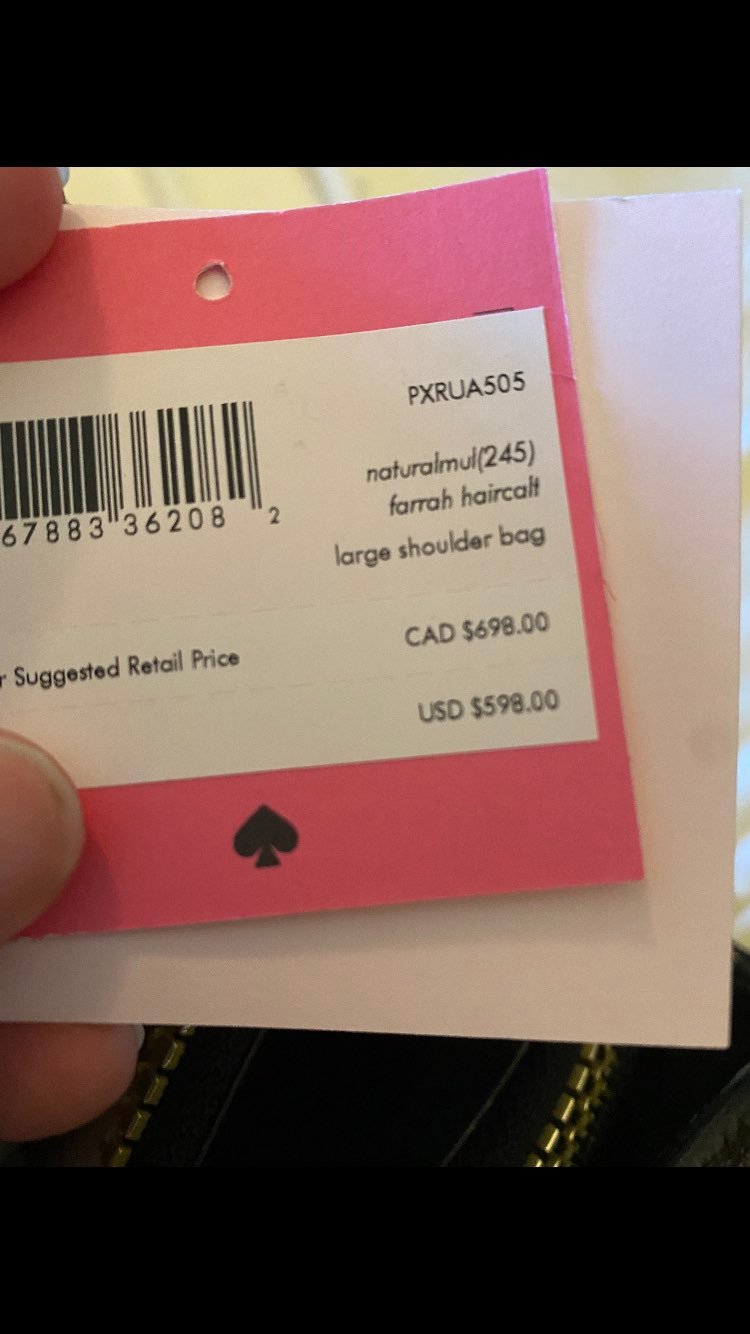 PXRUA505
naturalmul(245)
farrah haircalf
large shoulder bag
67883 36208 2
Suggested Retail Price
CAD $698.00
USD $598.00